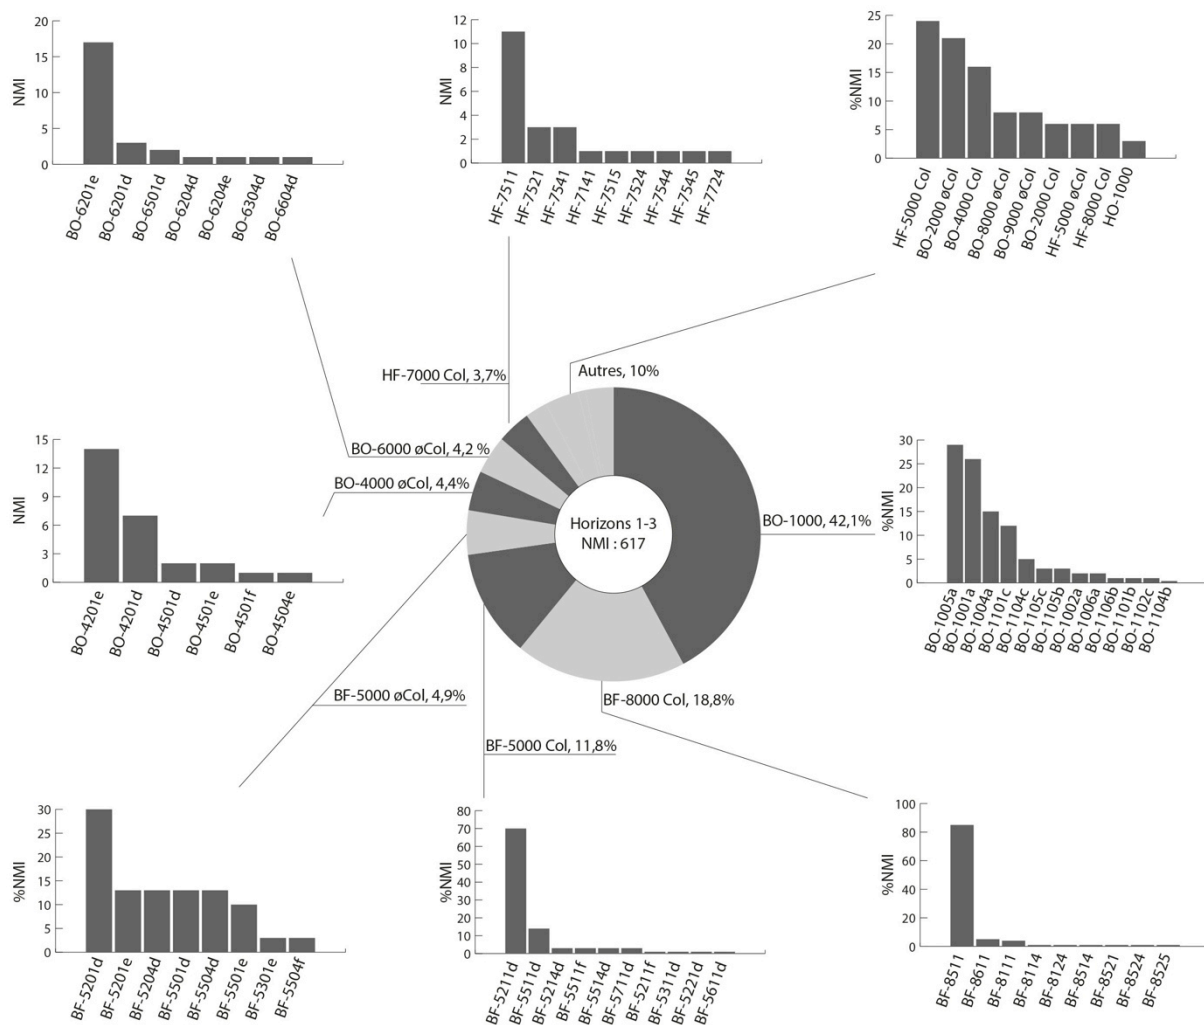 20
15
10
5
0
NMI
BO-6201e
BO-6201d
BO-6501d
BO-6204d
BO-6204e
BO-6304d
BO-6604d
12
10
8
6
4
2
0
NMI
HF-7511
HF-7521
HF-7541
HF-7141
HF-7515
HF-7524
HF-7544
HF-7545
HF-7724
25
20
15
10
5
0
%NMI
HF-5000 Col
BO-2000 øCol
BO-4000 Col
BO-8000 øCol
BO-9000 øCol
BO-2000 Col
HF-5000 øCol
HF-8000 Col
HO-1000
HF-7000 Col, 3,7%
Autres, 10%
BO-6000 øCol, 4,2 %
BO-4000 øCol, 4,4%
BO-1000, 42,1%
Horizons 1-3
NMI : 617
BF-5000 øCol, 4,9%
BF-8000 Col, 18,8%
BF-5000 Col, 11,8%
15
12
9
6
3
0
NMI
BO-4201e
BO-4201d
BO-4501d
BO-4501e
BO-4501f
BO-4504e
30
25
20
15
10
5
0
%NMI
BO-1005a
BO-1001a
BO-1004a
BO-1101c
BO-1104c
BO-1105c
BO-1105b
BO-1002a
BO-1006a
BO-1106b
BO-1101b
BO-1102c
BO-1104b
30
25
20
15
10
5
0
%NMI
BF-5201d
BF-5201e
BF-5204d
BF-5501d
BF-5504d
BF-5501e
BF-5301e
BF-5504f
80
70
60
50
40
30
20
10
0
%NMI
BF-5211d
BF-5511d
BF-5214d
BF-5511f
BF-5514d
BF-5711d
BF-5211f
BF-5311d
BF-5221d
BF-5611d
100
80
60
40
20
0
%NMI
BF-8511
BF-8611
BF-8111
BF-8114
BF-8124
BF-8514
BF-8521
BF-8524
BF-8525